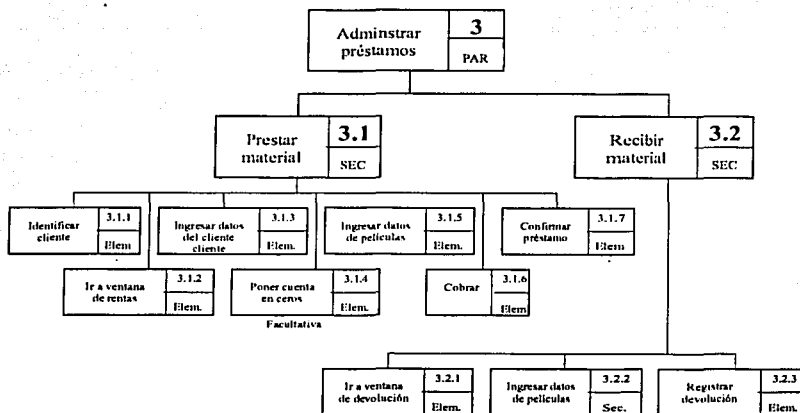 Adminstrar
préstamos
3
PAR
Prestar
material
3.1
SEC
Recibir
material
3.2
SEC
Identificar
cliente
3.1.1
Elem
Ingresar datos
del cliente
cliente
3.1.3
Elem.
Ingresar datos
de películas
3.1.5
Elem.
Confirmar
préstamo
3.1.7
Elem
Ir a ventana
de rentas
3.1.2
Elem.
Poner cuenta
en ceros
3.1.4
Elem.
Facultativa
Cobrar
3.1.6
Elem
Ir a ventana
de devolución
3.2.1
Elem.
Ingresar datos
de películas
3.2.2
Sec.
Registrar
devolución
3.2.3
Elem.